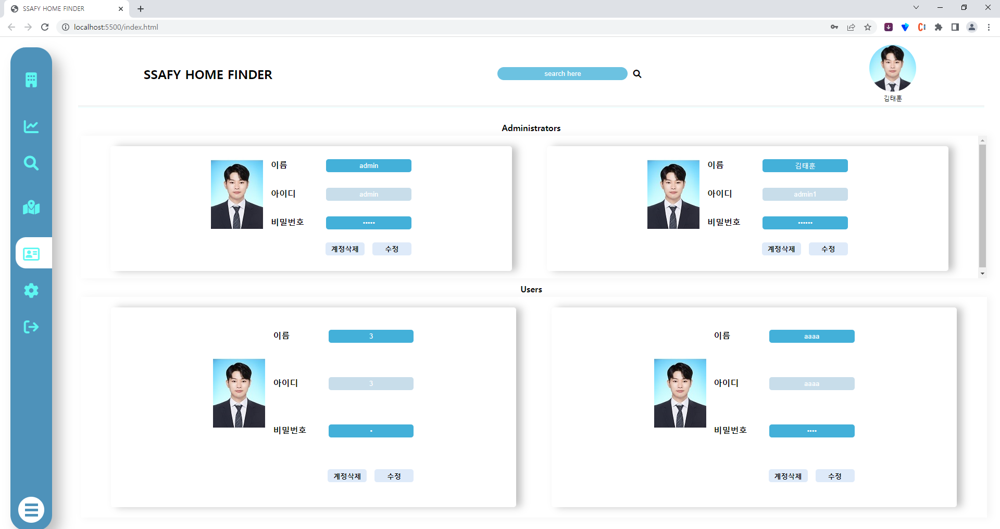 SSAFY HOME FINDER
localhost:5500/index.html
SSAFY HOME FINDER
search here
김태훈
Administrators
이름 admin
아이디 admin
비밀번호 •••••
계정삭제 수정
이름 김태훈
아이디 admin1
비밀번호 ••••••
계정삭제 수정
Users
이름 3
아이디 3
비밀번호 •
계정삭제 수정
이름 aaaa
아이디 aaaa
비밀번호 ••••
계정삭제 수정